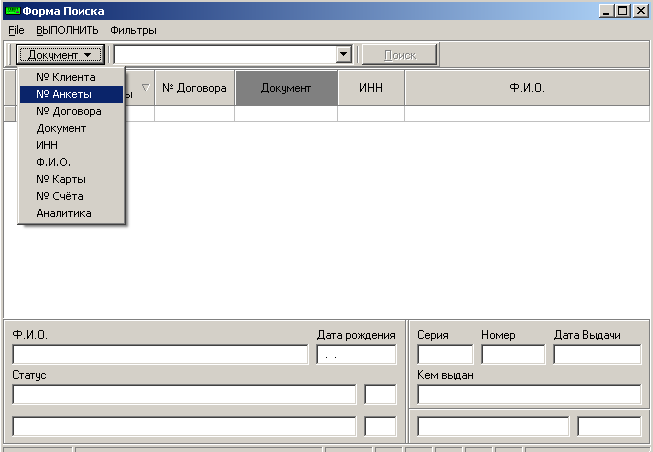 Форма Поиска
File ВЫПОЛНИТЬ Фильтры
Документ Поиск
№ Клиента
№ Анкеты
№ Договора
Документ
ИНН
Ф.И.О.
№ Карты
№ Счёта
Аналитика
ы № Договора Документ ИНН Ф.И.О.
Ф.И.О. Дата рождения Серия Номер Дата Выдачи
. .
Статус Кем выдан